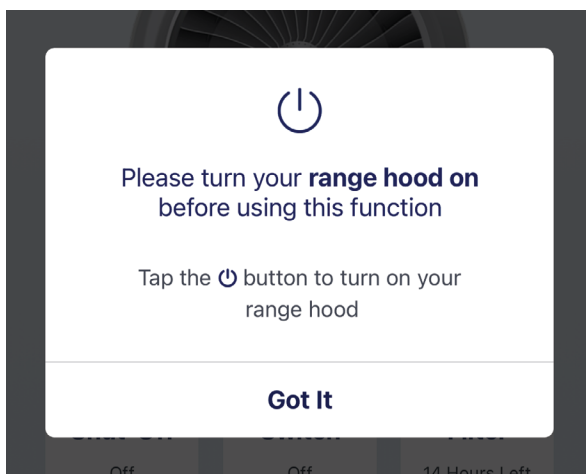 Please turn your range hood on
before using this function
Tap the button to turn on your
range hood
Got It
Off
Off
14 Hours Left